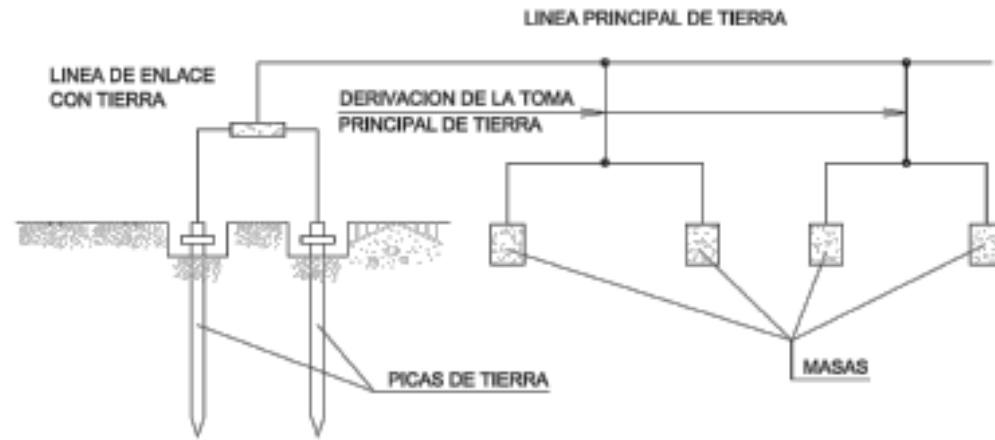 LINEA PRINCIPAL DE TIERRA
LINEA DE ENLACE
CON TIERRA
DERIVACION DE LA TOMA
PRINCIPAL DE TIERRA
PICAS DE TIERRA
MASAS